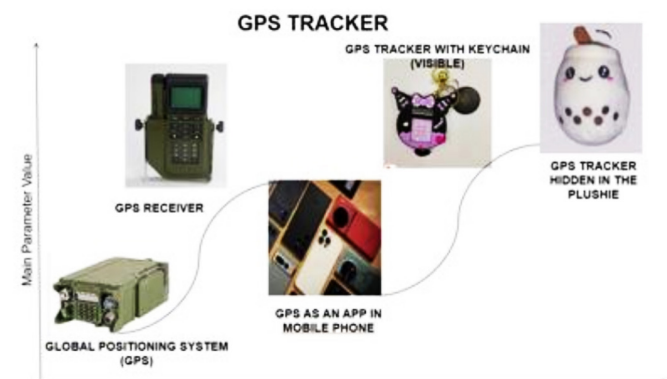 GPS TRACKER
GPS TRACKER WITH KEYCHAIN
(VISIBLE)
Main Parameter Value
GPS RECEIVER
GPS TRACKER
HIDDEN IN THE
PLUSHIE
GPS AS AN APP IN
MOBILE PHONE
GLOBAL POSITIONING SYSTEM
(GPS)